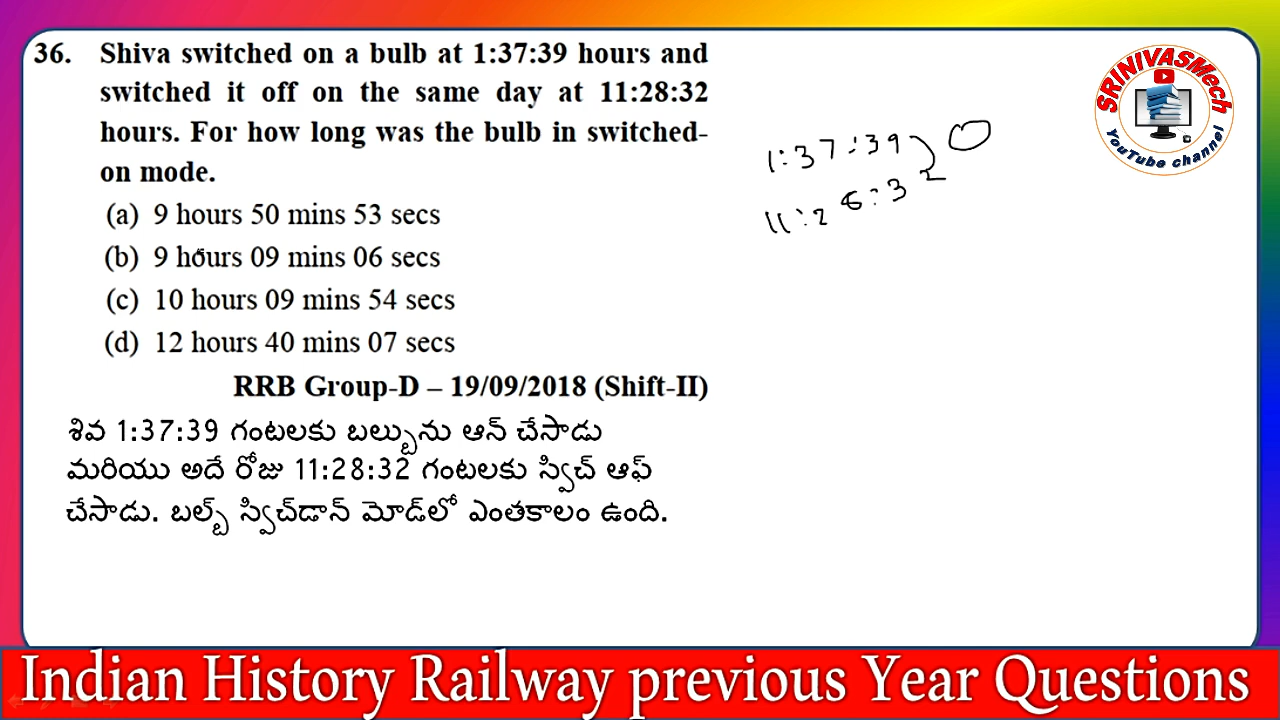 36. Shiva switched on a bulb at 1:37:39 hours and
switched it off on the same day at 11:28:32
hours. For how long was the bulb in switched-
on mode.
(a) 9 hours 50 mins 53 secs
(b) 9 hours 09 mins 06 secs
(c) 10 hours 09 mins 54 secs
(d) 12 hours 40 mins 07 secs
RRB Group-D – 19/09/2018 (Shift-II)
శివ 1:37:39 గంటలకు బల్బును ఆన్ చేసాడు
మరియు అదే రోజు 11:28:32 గంటలకు స్విచ్ ఆఫ్
చేసాడు. బల్బ్ స్విచ్‌డాన్ మోడ్‌లో ఎంతకాలం ఉంది.
1:37:39
11:28:32
SRINIVASMech
YouTube channel
Indian History Railway previous Year Questions